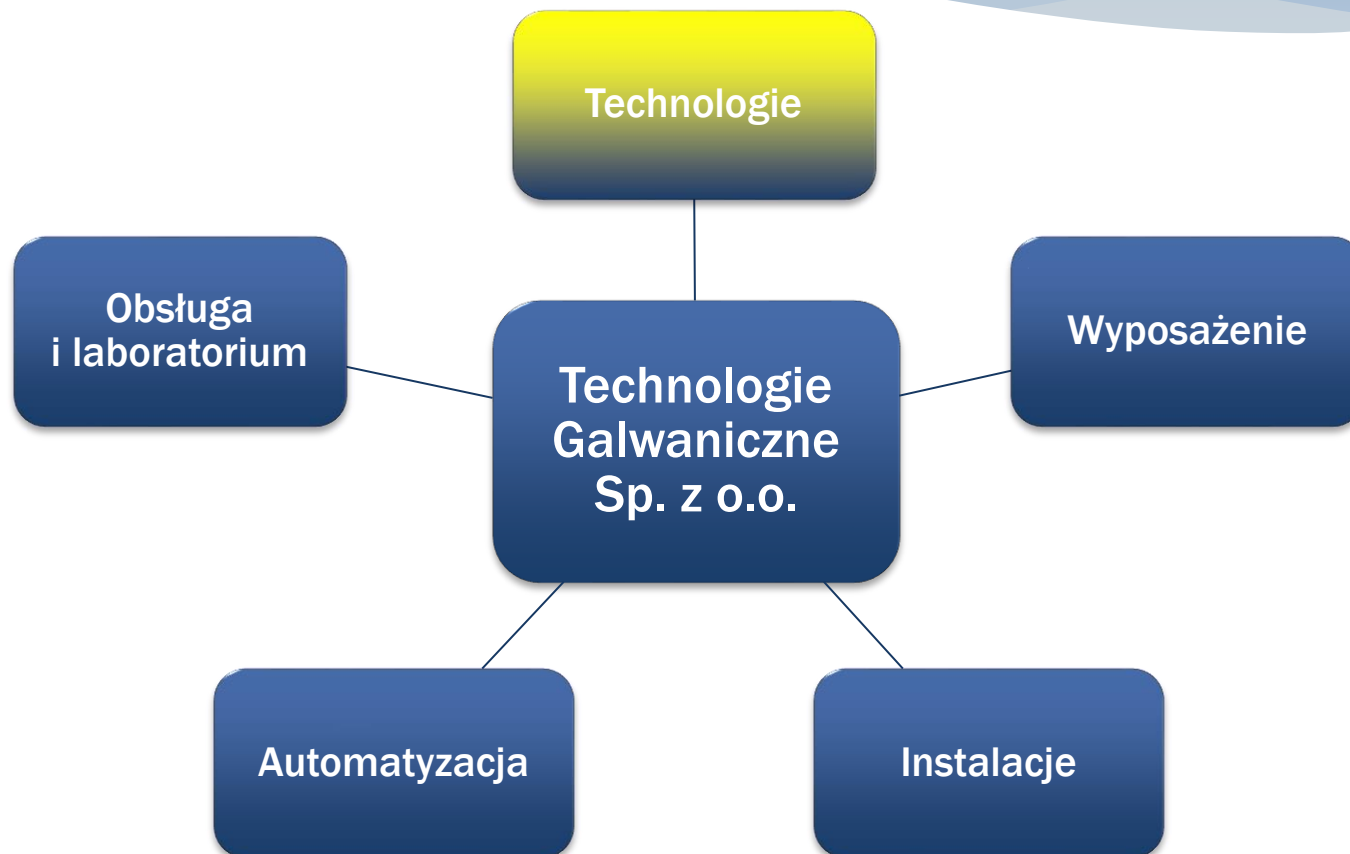 Technologie
Obsługa
i laboratorium
Wyposażenie
Technologie
Galwaniczne
Sp. z o.o.
Automatyzacja
Instalacje